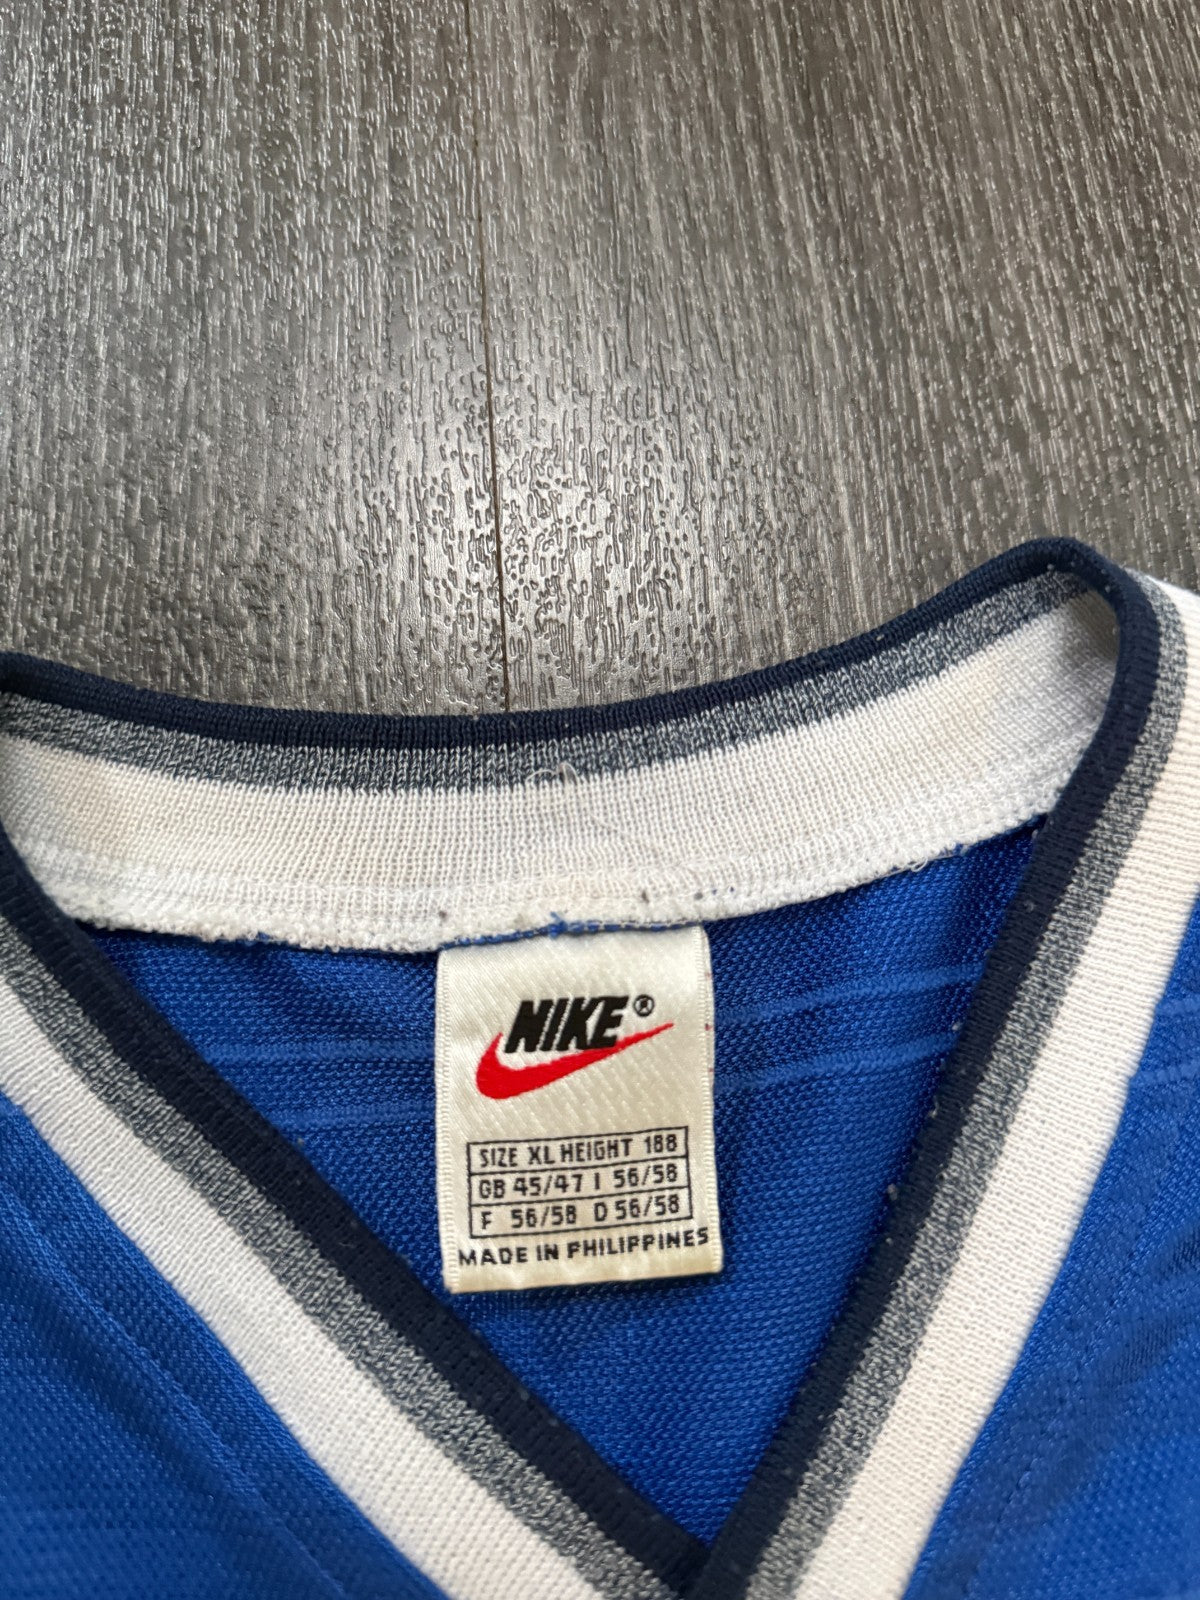 NIKE®
SIZE XL HEIGHT 188
GB 45/47 I 56/58
F 56/58 D 56/58
MADE IN PHILIPPINES